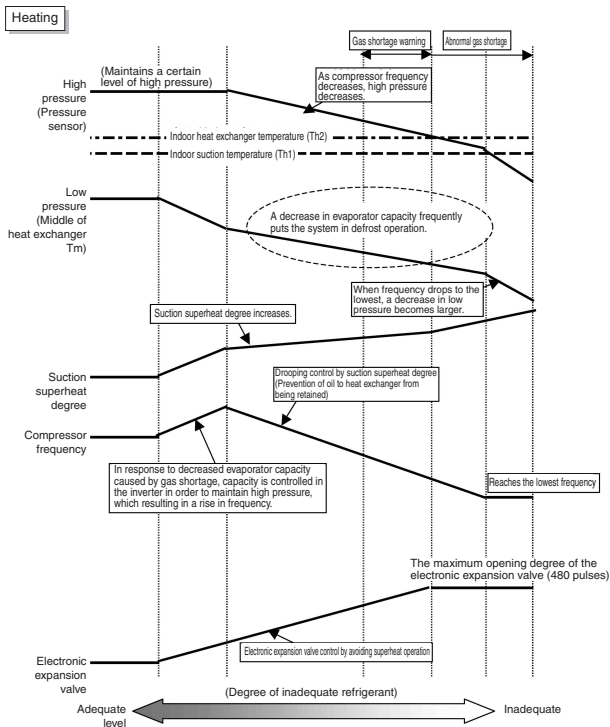 Heating
Gas shortage warning
Abnormal gas shortage
(Maintains a certain
level of high pressure)
High
pressure
(Pressure
sensor)
As compressor frequency
decreases, high pressure
decreases.
Indoor heat exchanger temperature (Th2)
Indoor suction temperature (Th1)
Low
pressure
(Middle of
heat exchanger
Tm)
A decrease in evaporator capacity frequently
puts the system in defrost operation.
When frequency drops to the
lowest, a decrease in low
pressure becomes larger.
Suction superheat degree increases.
Suction
superheat
degree
Drooping control by suction superheat degree
(Prevention of oil to heat exchanger from
being retained)
Compressor
frequency
In response to decreased evaporator capacity
caused by gas shortage, capacity is controlled in
the inverter in order to maintain high pressure,
which resulting in a rise in frequency.
Reaches the lowest frequency
The maximum opening degree of the
electronic expansion valve (480 pulses)
Electronic expansion valve control by avoiding superheat operation
Electronic
expansion
valve
(Degree of inadequate refrigerant)
Adequate
level
Inadequate